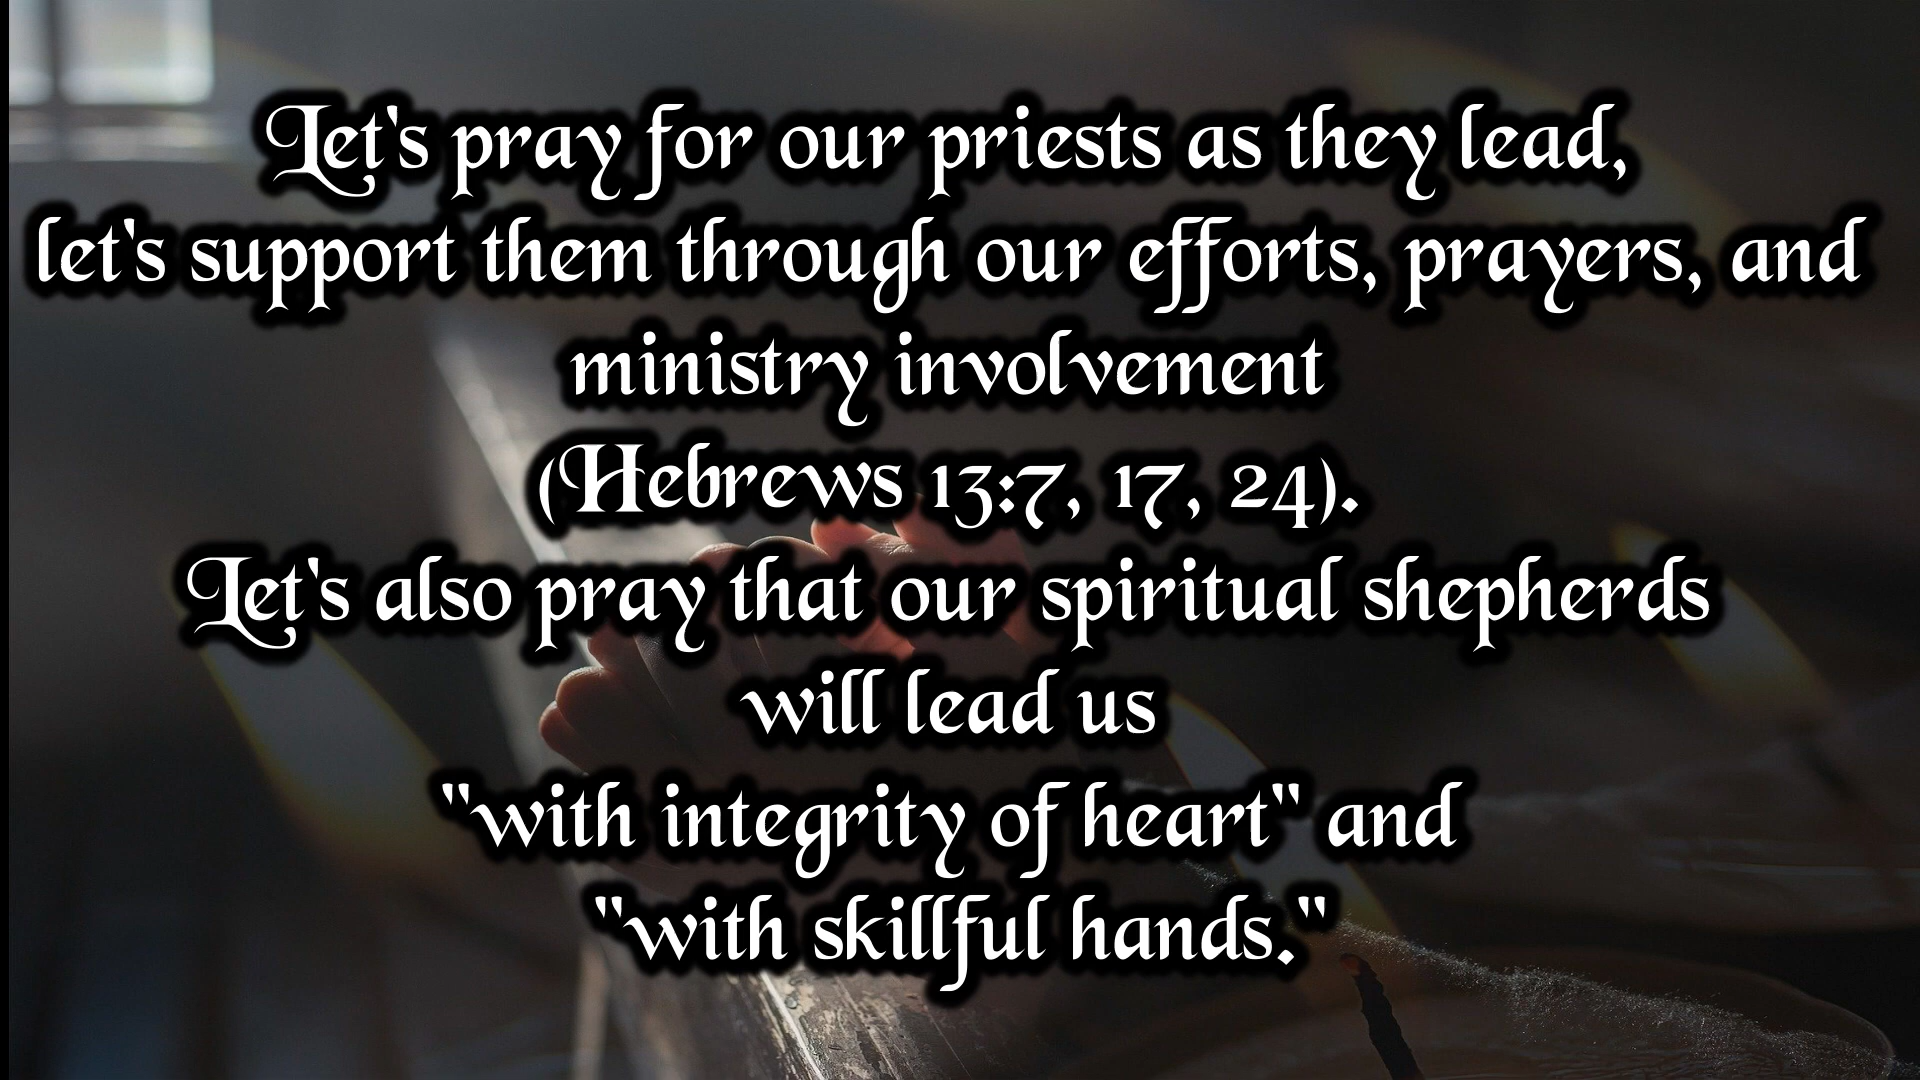 Let's pray for our priests as they lead,
let's support them through our efforts, prayers, and
ministry involvement
(Hebrews 13:7, 17, 24).
Let's also pray that our spiritual shepherds
will lead us
"with integrity of heart" and
"with skillful hands."